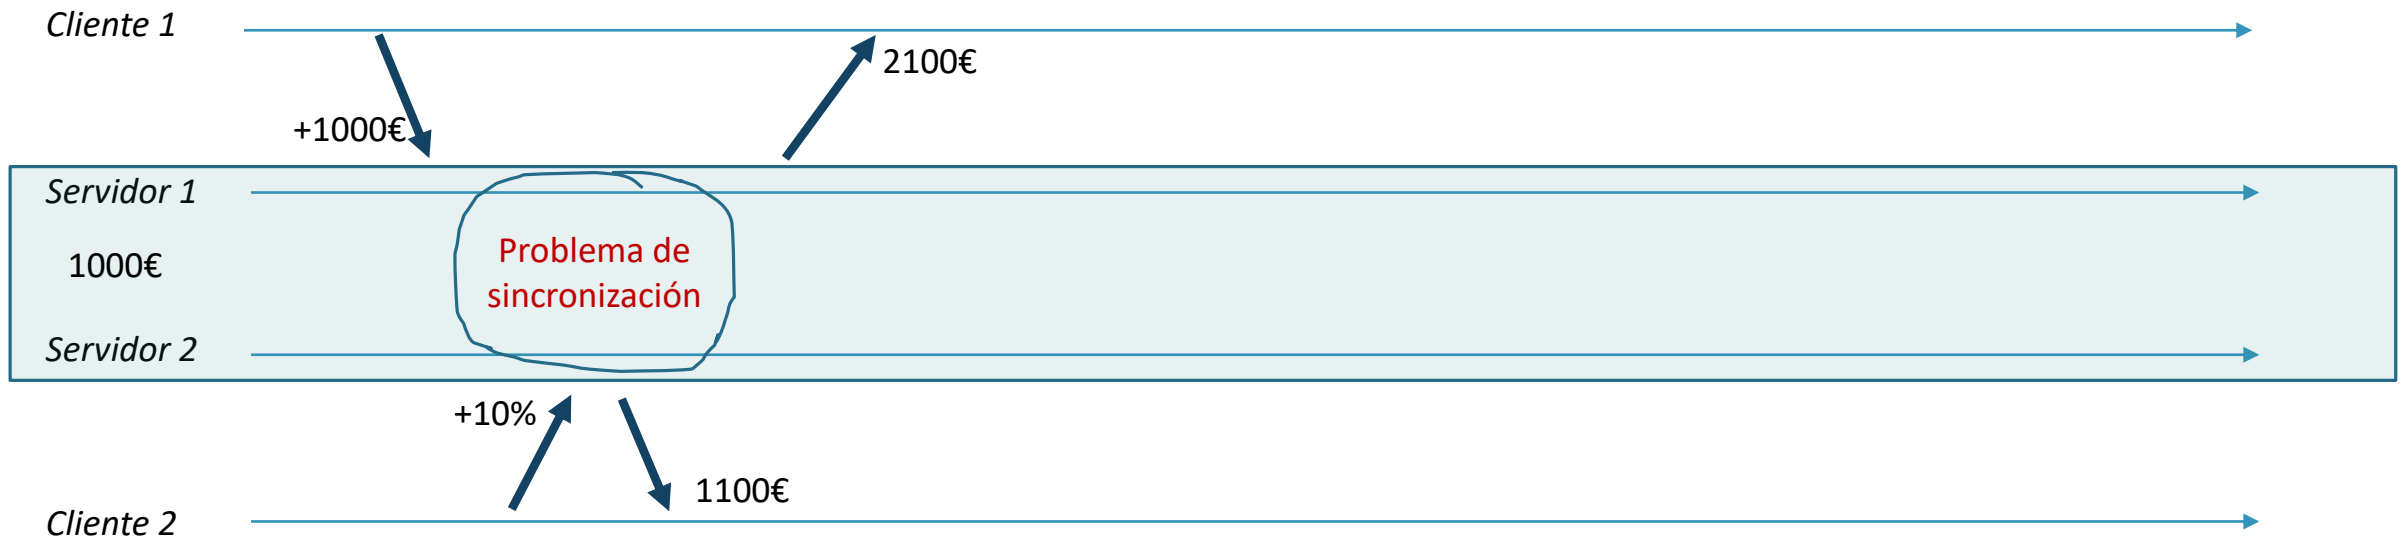 Cliente 1
2100€
+1000€
Servidor 1
Problema de
sincronización
1000€
Servidor 2
+10%
1100€
Cliente 2